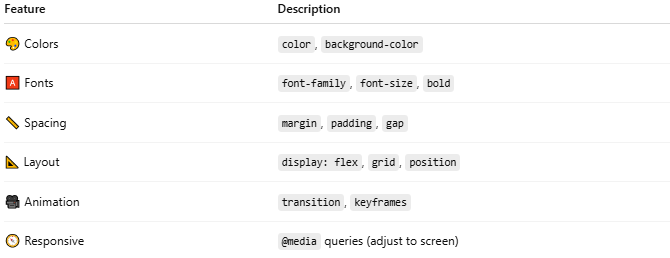 Feature Description
🎨 Colors color, background-color
🅰 Fonts font-family, font-size, bold
📏 Spacing margin, padding, gap
📐 Layout display: flex, grid, position
🎥 Animation transition, keyframes
🧭 Responsive @media queries (adjust to screen)